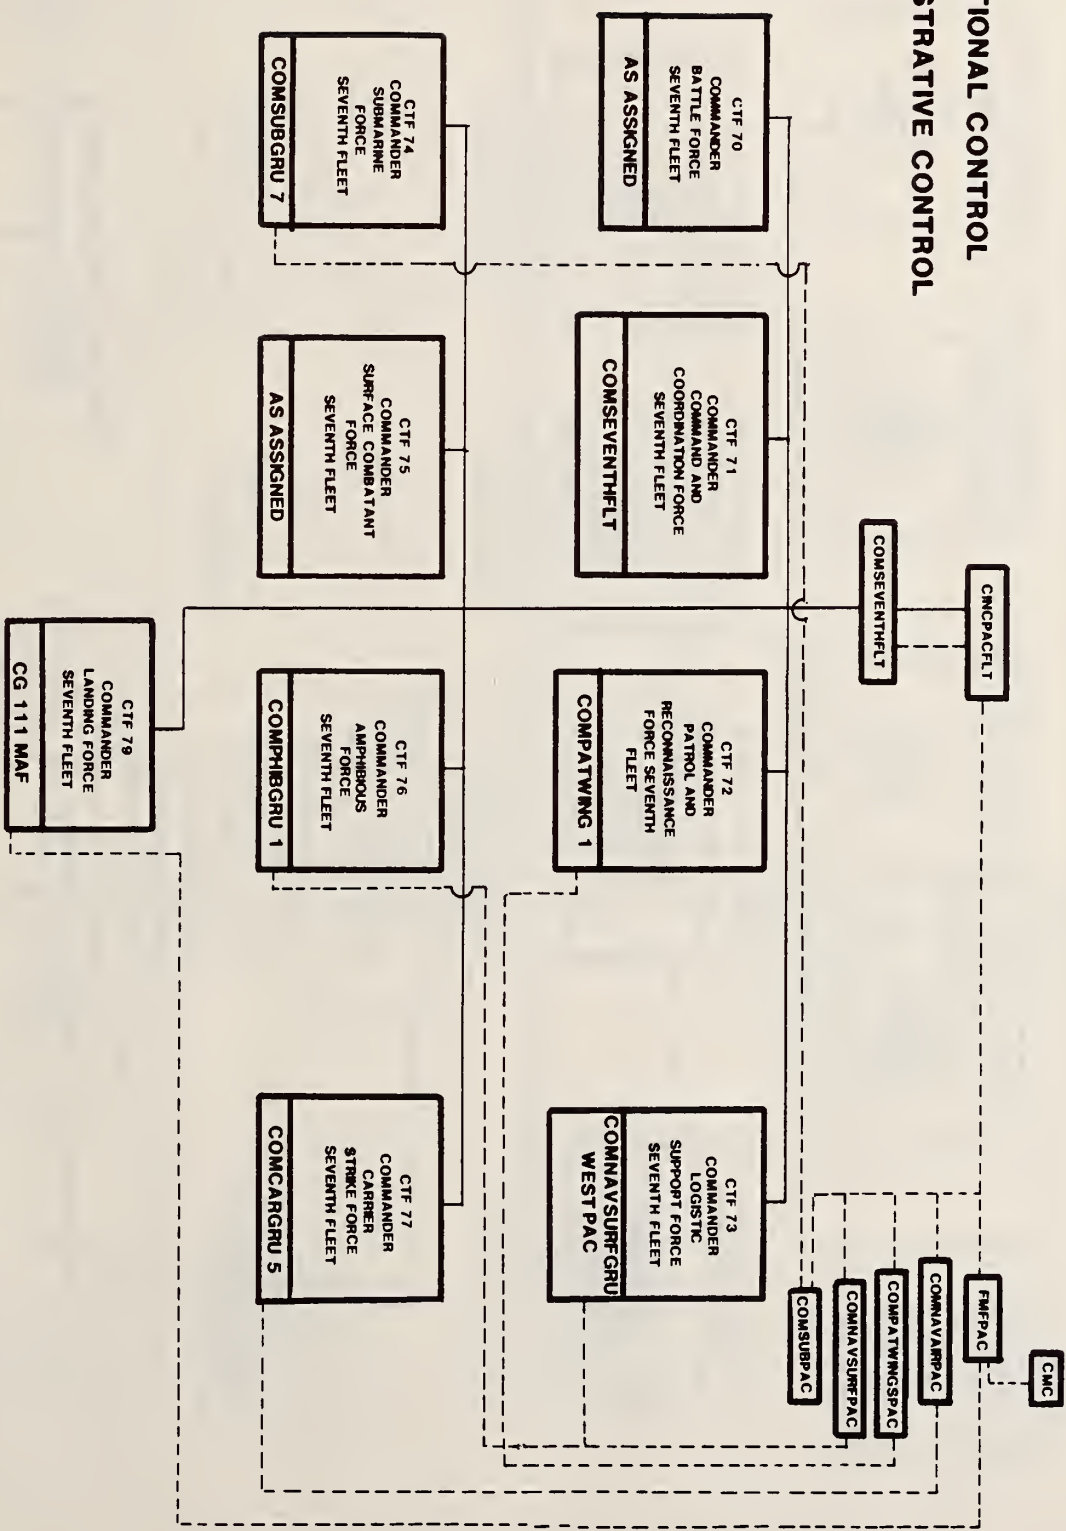 TIONAL CONTROL
STRATIVE CONTROL
CMC
CINCPACFLT
FMFPAC
COMSEVENTHFLT
COMNAVAIRPAC
COMPATWINGSPAC
COMNAVSURFPAC
COMSUBPAC
CTF 70
COMMANDER
BATTLE FORCE
SEVENTH FLEET
AS ASSIGNED
CTF 71
COMMANDER
COMMAND AND
COORDINATION FORCE
SEVENTH FLEET
COMSEVENTHFLT
CTF 72
COMMANDER
PATROL AND
RECONNAISSANCE
FORCE SEVENTH
FLEET
COMPATWING 1
CTF 73
COMMANDER
LOGISTIC
SUPPORT FORCE
SEVENTH FLEET
COMNAVSURFGRU
WESTPAC
CTF 74
COMMANDER
SUBMARINE
FORCE
SEVENTH FLEET
COMSUBGRU 7
CTF 75
COMMANDER
SURFACE COMBATANT
FORCE
SEVENTH FLEET
AS ASSIGNED
CTF 76
COMMANDER
AMPHIBIOUS
FORCE
SEVENTH FLEET
COMPHIBGRU 1
CTF 77
COMMANDER
CARRIER
STRIKE FORCE
SEVENTH FLEET
COMCARGRU 5
CTF 79
COMMANDER
LANDING FORCE
SEVENTH FLEET
CG 111 MAF